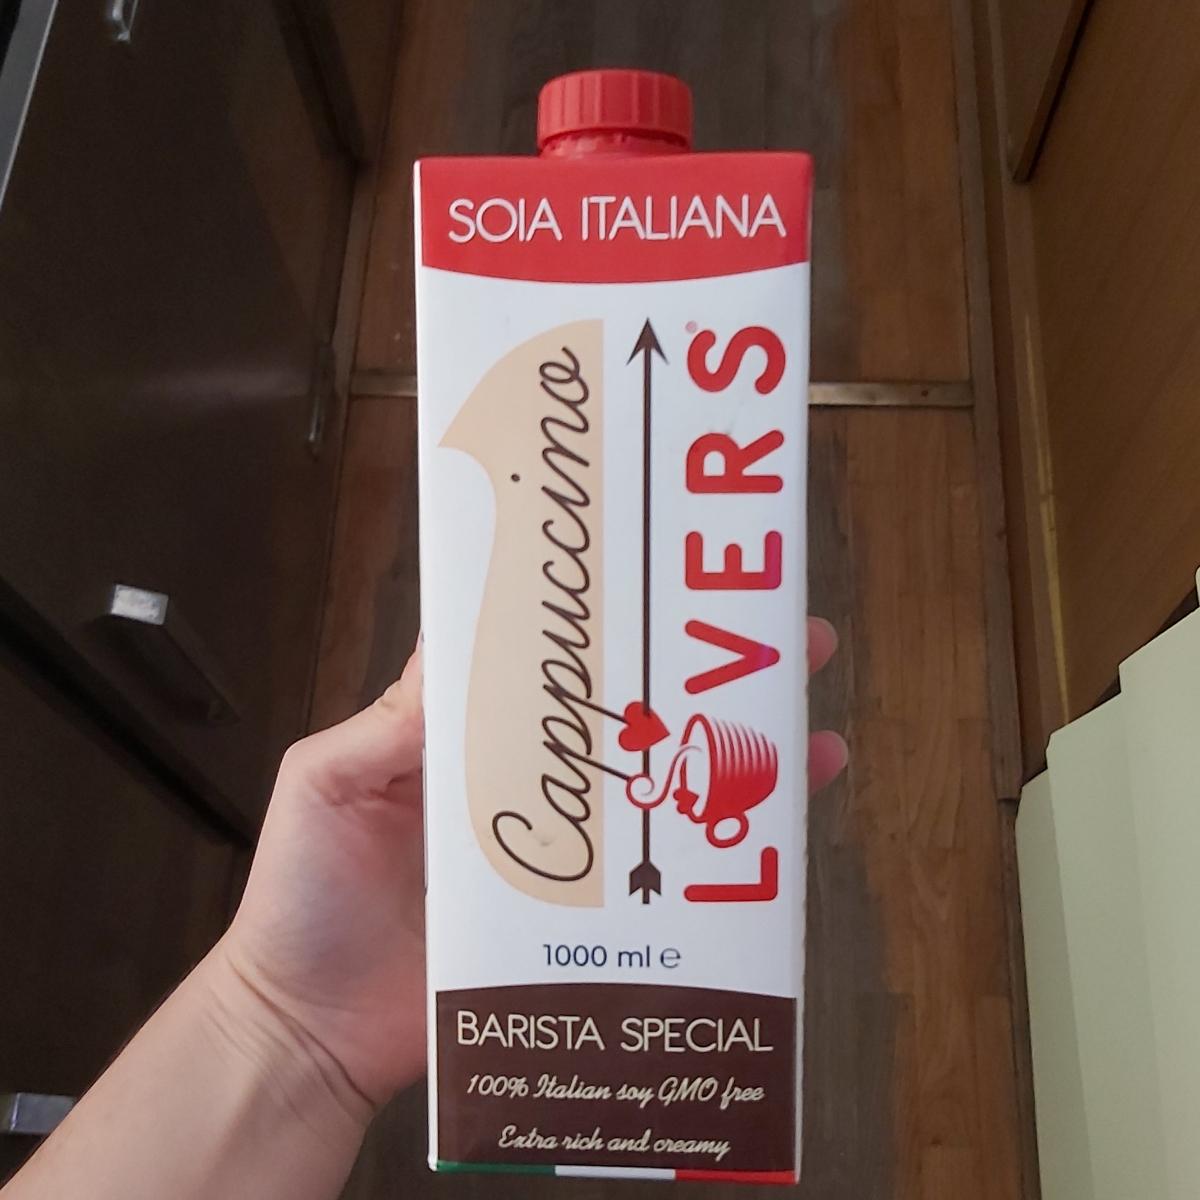 SOIA ITALIANA
Cappuccino
LOVERS®
1000 ml ℮
BARISTA SPECIAL
100% Italian soy GMO free
Extra rich and creamy